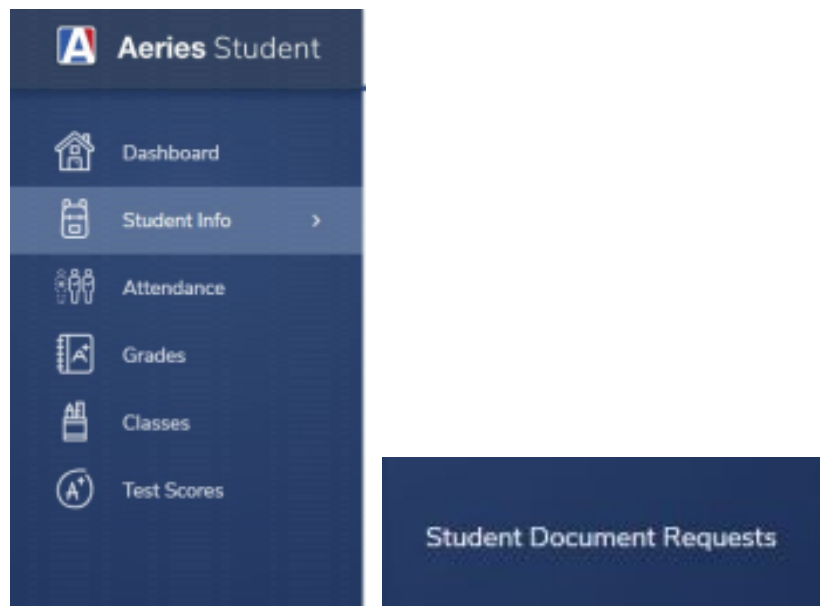 Aeries Student
Dashboard
Student Info
Attendance
Grades
Classes
Test Scores
Student Document Requests